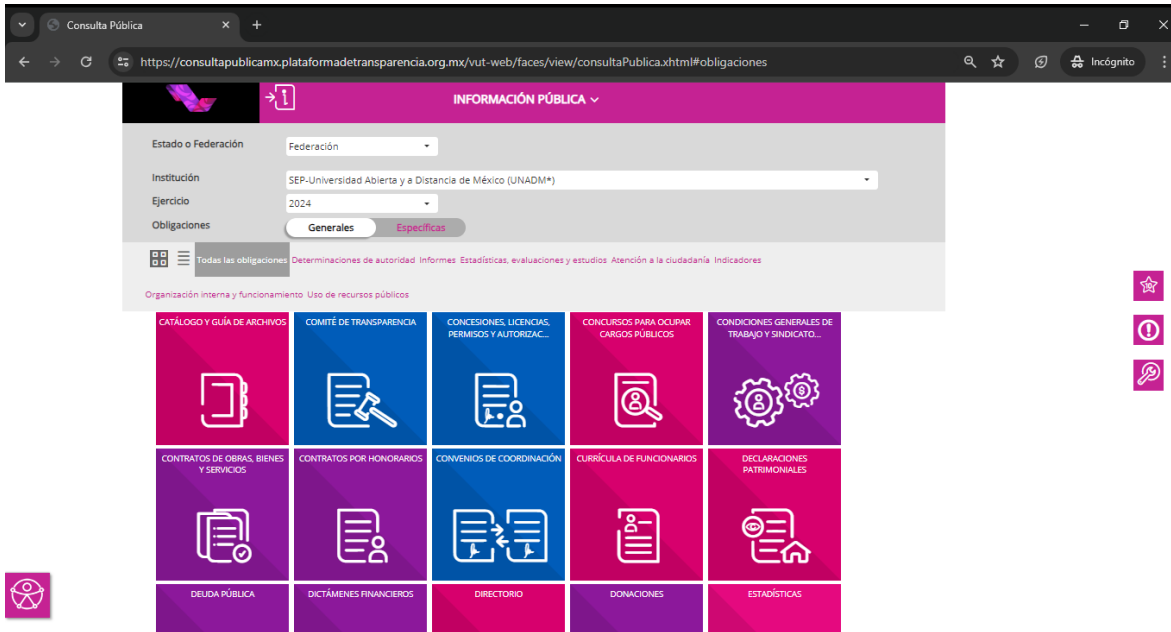 Consulta Pública
https://consultapublicamx.plataformadetransparencia.org.mx/vut-web/faces/view/consultaPublica.xhtml#obligaciones
Incógnito
INFORMACIÓN PÚBLICA
Estado o Federación
Federación
Institución
SEP-Universidad Abierta y a Distancia de México (UNADM*)
Ejercicio
2024
Obligaciones
Generales
Específicas
Todas las obligaciones Determinaciones de autoridad Informes Estadísticas, evaluaciones y estudios Atención a la ciudadanía Indicadores
Organización interna y funcionamiento Uso de recursos públicos
CATÁLOGO Y GUÍA DE ARCHIVOS
COMITÉ DE TRANSPARENCIA
CONCESIONES, LICENCIAS,
PERMISOS Y AUTORIZAC...
CONCURSOS PARA OCUPAR
CARGOS PÚBLICOS
CONDICIONES GENERALES DE
TRABAJO Y SINDICATO...
CONTRATOS DE OBRAS, BIENES
Y SERVICIOS
CONTRATOS POR HONORARIOS
CONVENIOS DE COORDINACIÓN
CURRÍCULA DE FUNCIONARIOS
DECLARACIONES
PATRIMONIALES
DEUDA PÚBLICA
DICTÁMENES FINANCIEROS
DIRECTORIO
DONACIONES
ESTADÍSTICAS